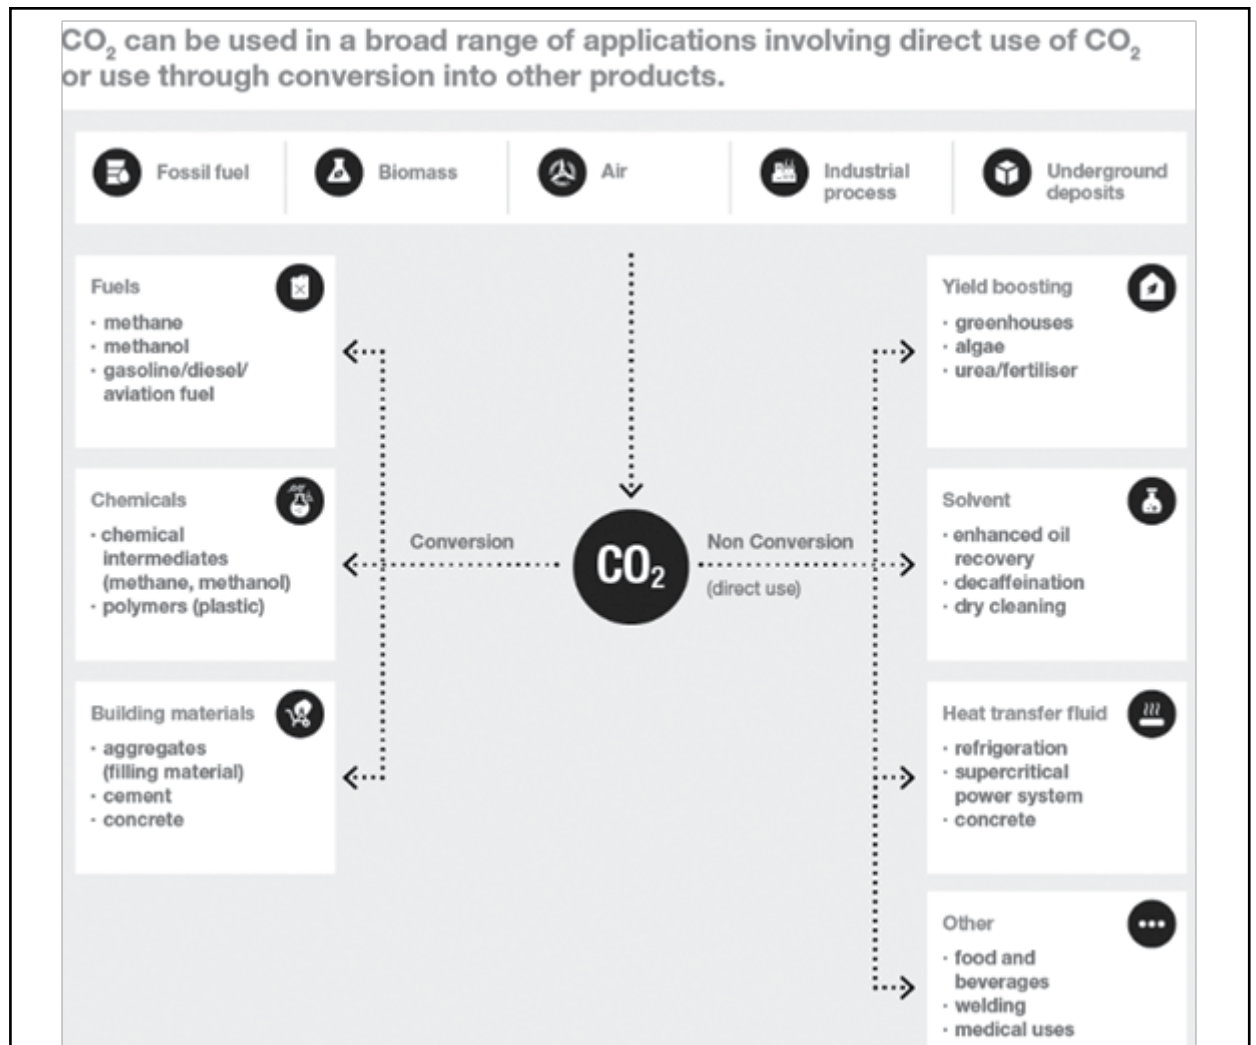 CO₂ can be used in a broad range of applications involving direct use of CO₂
or use through conversion into other products.
Fossil fuel
Biomass
Air
Industrial
process
Underground
deposits
Fuels
· methane
· methanol
· gasoline/diesel/
aviation fuel
Chemicals
· chemical
intermediates
(methane, methanol)
· polymers (plastic)
Building materials
· aggregates
(filling material)
· cement
· concrete
Conversion
CO₂
Non Conversion
(direct use)
Yield boosting
· greenhouses
· algae
· urea/fertiliser
Solvent
· enhanced oil
recovery
· decaffeination
· dry cleaning
Heat transfer fluid
· refrigeration
· supercritical
power system
· concrete
Other
· food and
beverages
· welding
· medical uses